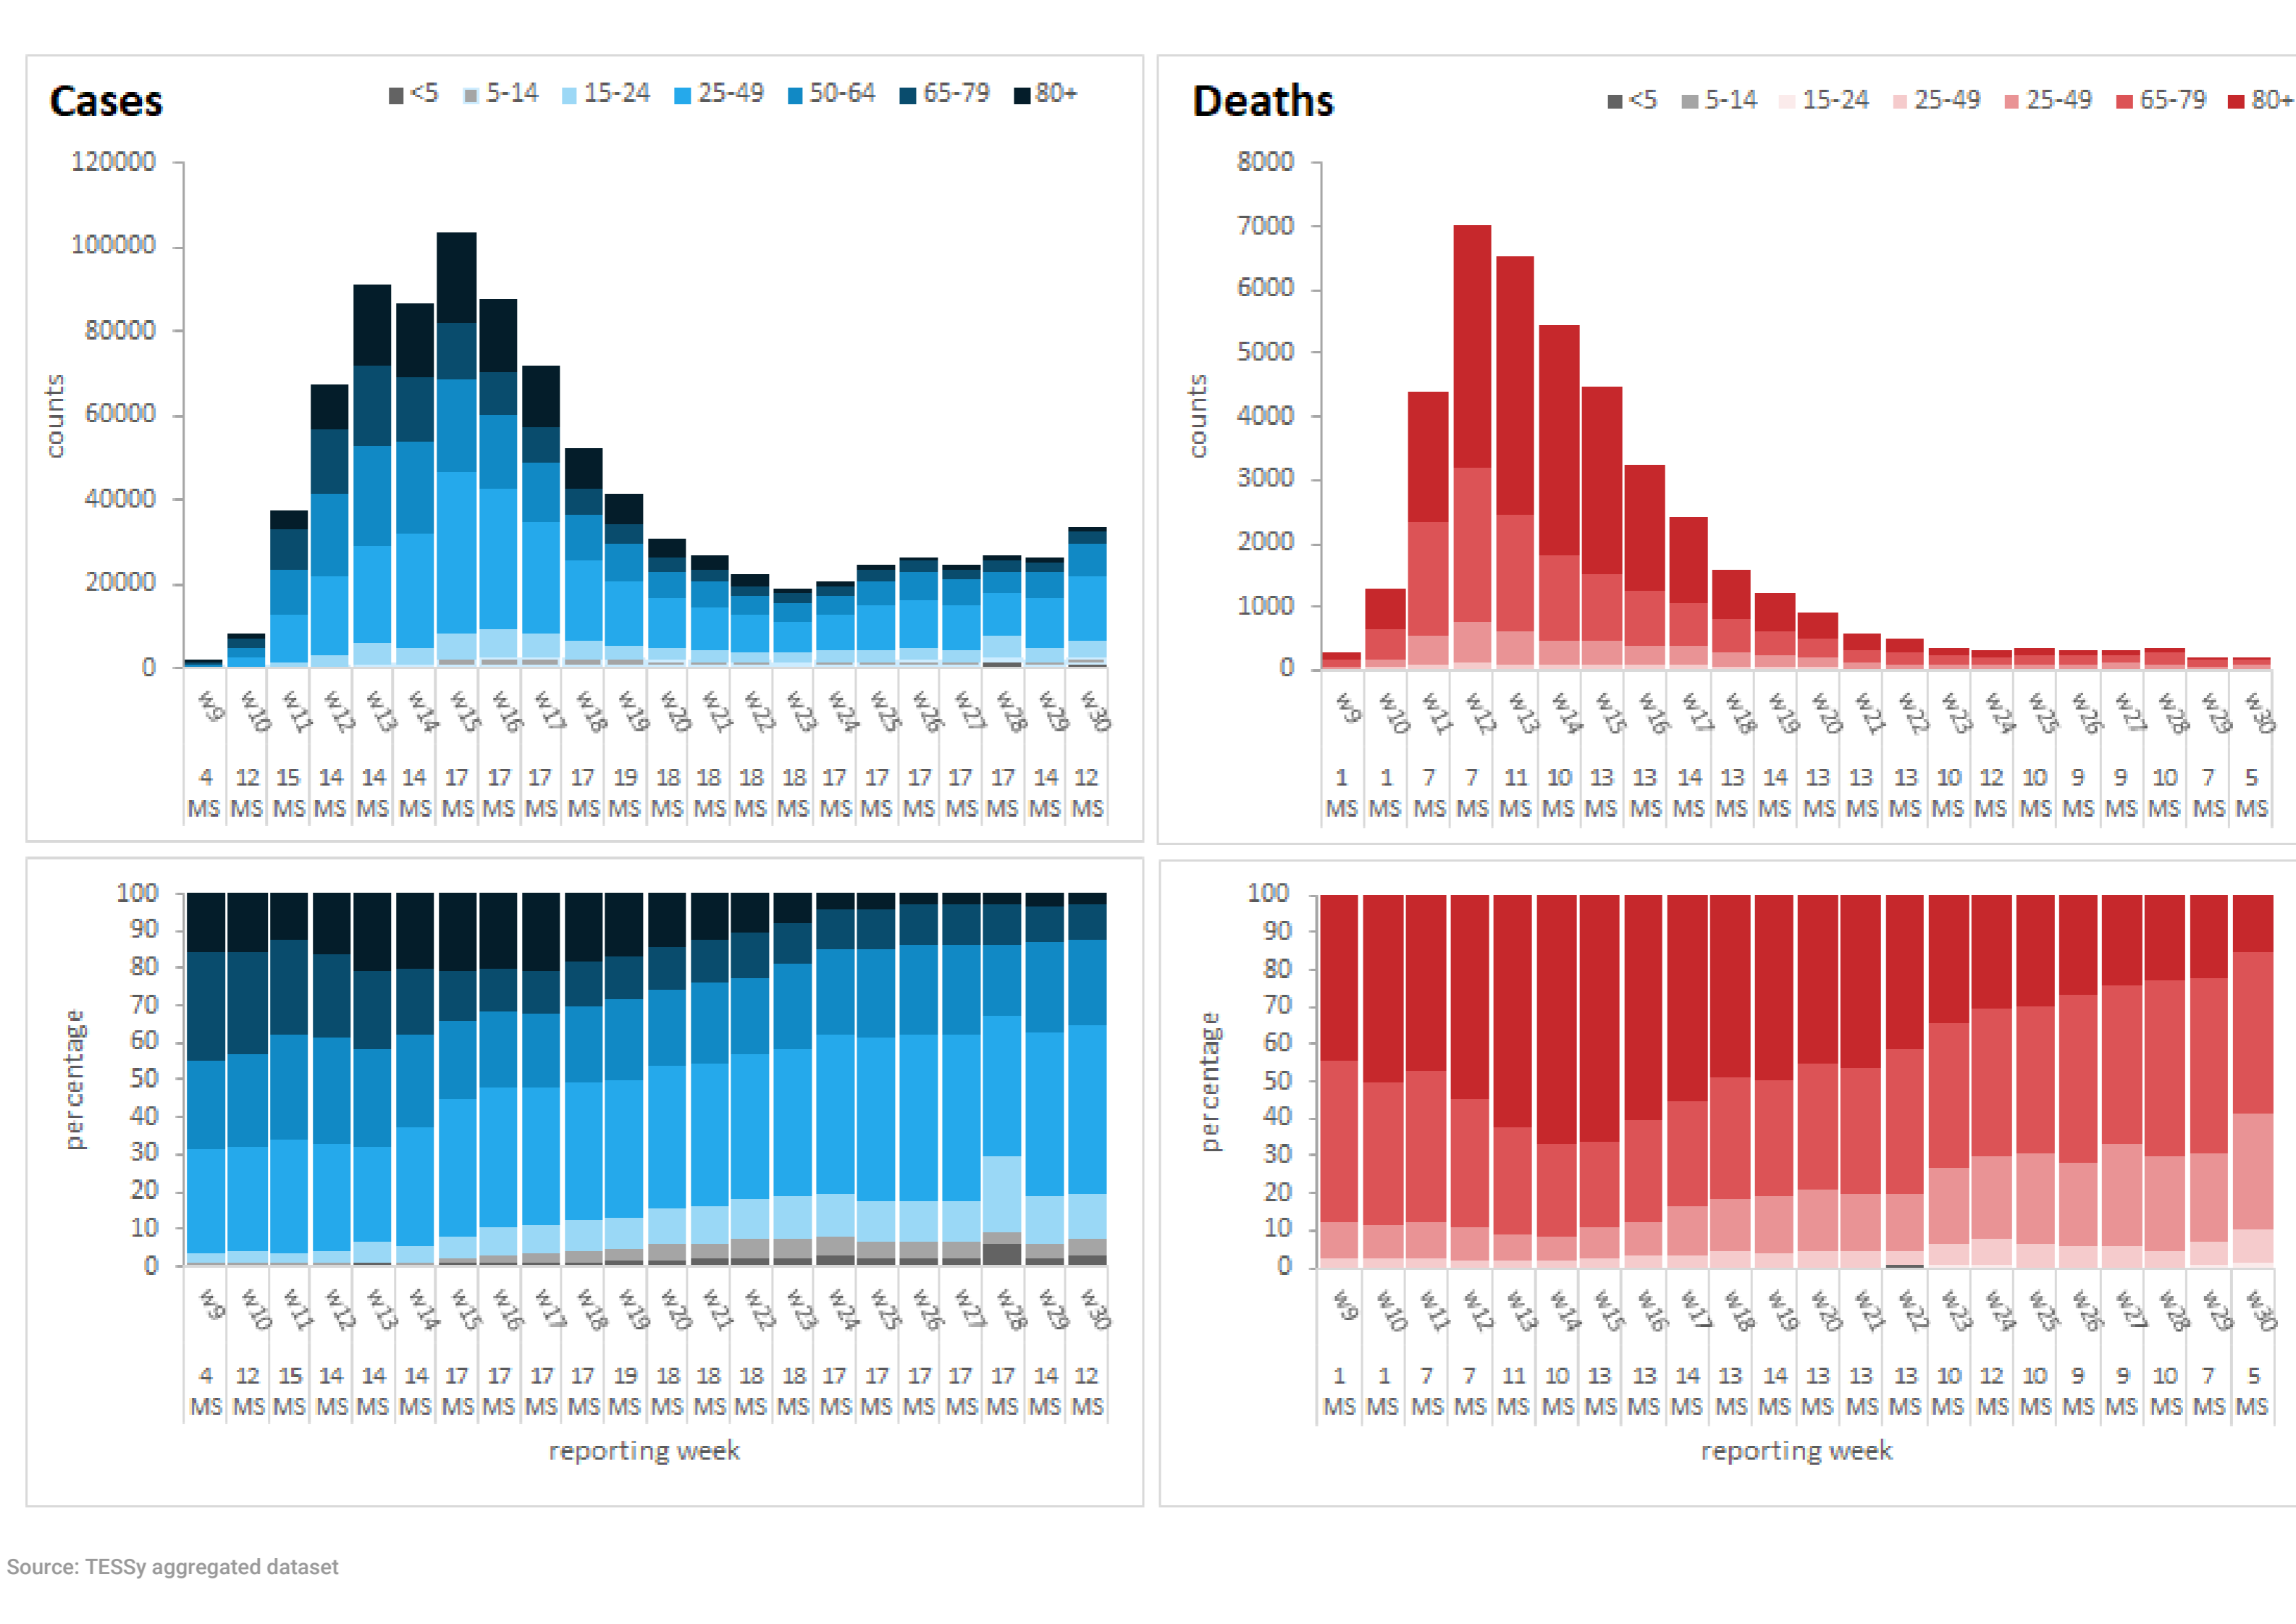 Cases
<5 5-14 15-24 25-49 50-64 65-79 80+
120000
100000
80000
60000
40000
20000
0
counts
w9 w10 w11 w12 w13 w14 w15 w16 w17 w18 w19 w20 w21 w22 w23 w24 w25 w26 w27 w28 w29 w30
4 12 15 14 14 14 17 17 17 17 19 18 18 18 18 17 17 17 17 17 14 12
MS MS MS MS MS MS MS MS MS MS MS MS MS MS MS MS MS MS MS MS MS MS
Deaths
<5 5-14 15-24 25-49 25-49 65-79 80+
8000
7000
6000
5000
4000
3000
2000
1000
0
counts
w9 w10 w11 w12 w13 w14 w15 w16 w17 w18 w19 w20 w21 w22 w23 w24 w25 w26 w27 w28 w29 w30
1 1 7 7 11 10 13 13 14 13 14 13 13 13 10 12 10 9 9 10 7 5
MS MS MS MS MS MS MS MS MS MS MS MS MS MS MS MS MS MS MS MS MS MS
100
90
80
70
60
50
40
30
20
10
0
percentage
w9 w10 w11 w12 w13 w14 w15 w16 w17 w18 w19 w20 w21 w22 w23 w24 w25 w26 w27 w28 w29 w30
4 12 15 14 14 14 17 17 17 17 19 18 18 18 18 17 17 17 17 17 14 12
MS MS MS MS MS MS MS MS MS MS MS MS MS MS MS MS MS MS MS MS MS MS
reporting week
100
90
80
70
60
50
40
30
20
10
0
percentage
w9 w10 w11 w12 w13 w14 w15 w16 w17 w18 w19 w20 w21 w22 w23 w24 w25 w26 w27 w28 w29 w30
1 1 7 7 11 10 13 13 14 13 14 13 13 13 10 12 10 9 9 10 7 5
MS MS MS MS MS MS MS MS MS MS MS MS MS MS MS MS MS MS MS MS MS MS
reporting week
Source: TESSy aggregated dataset